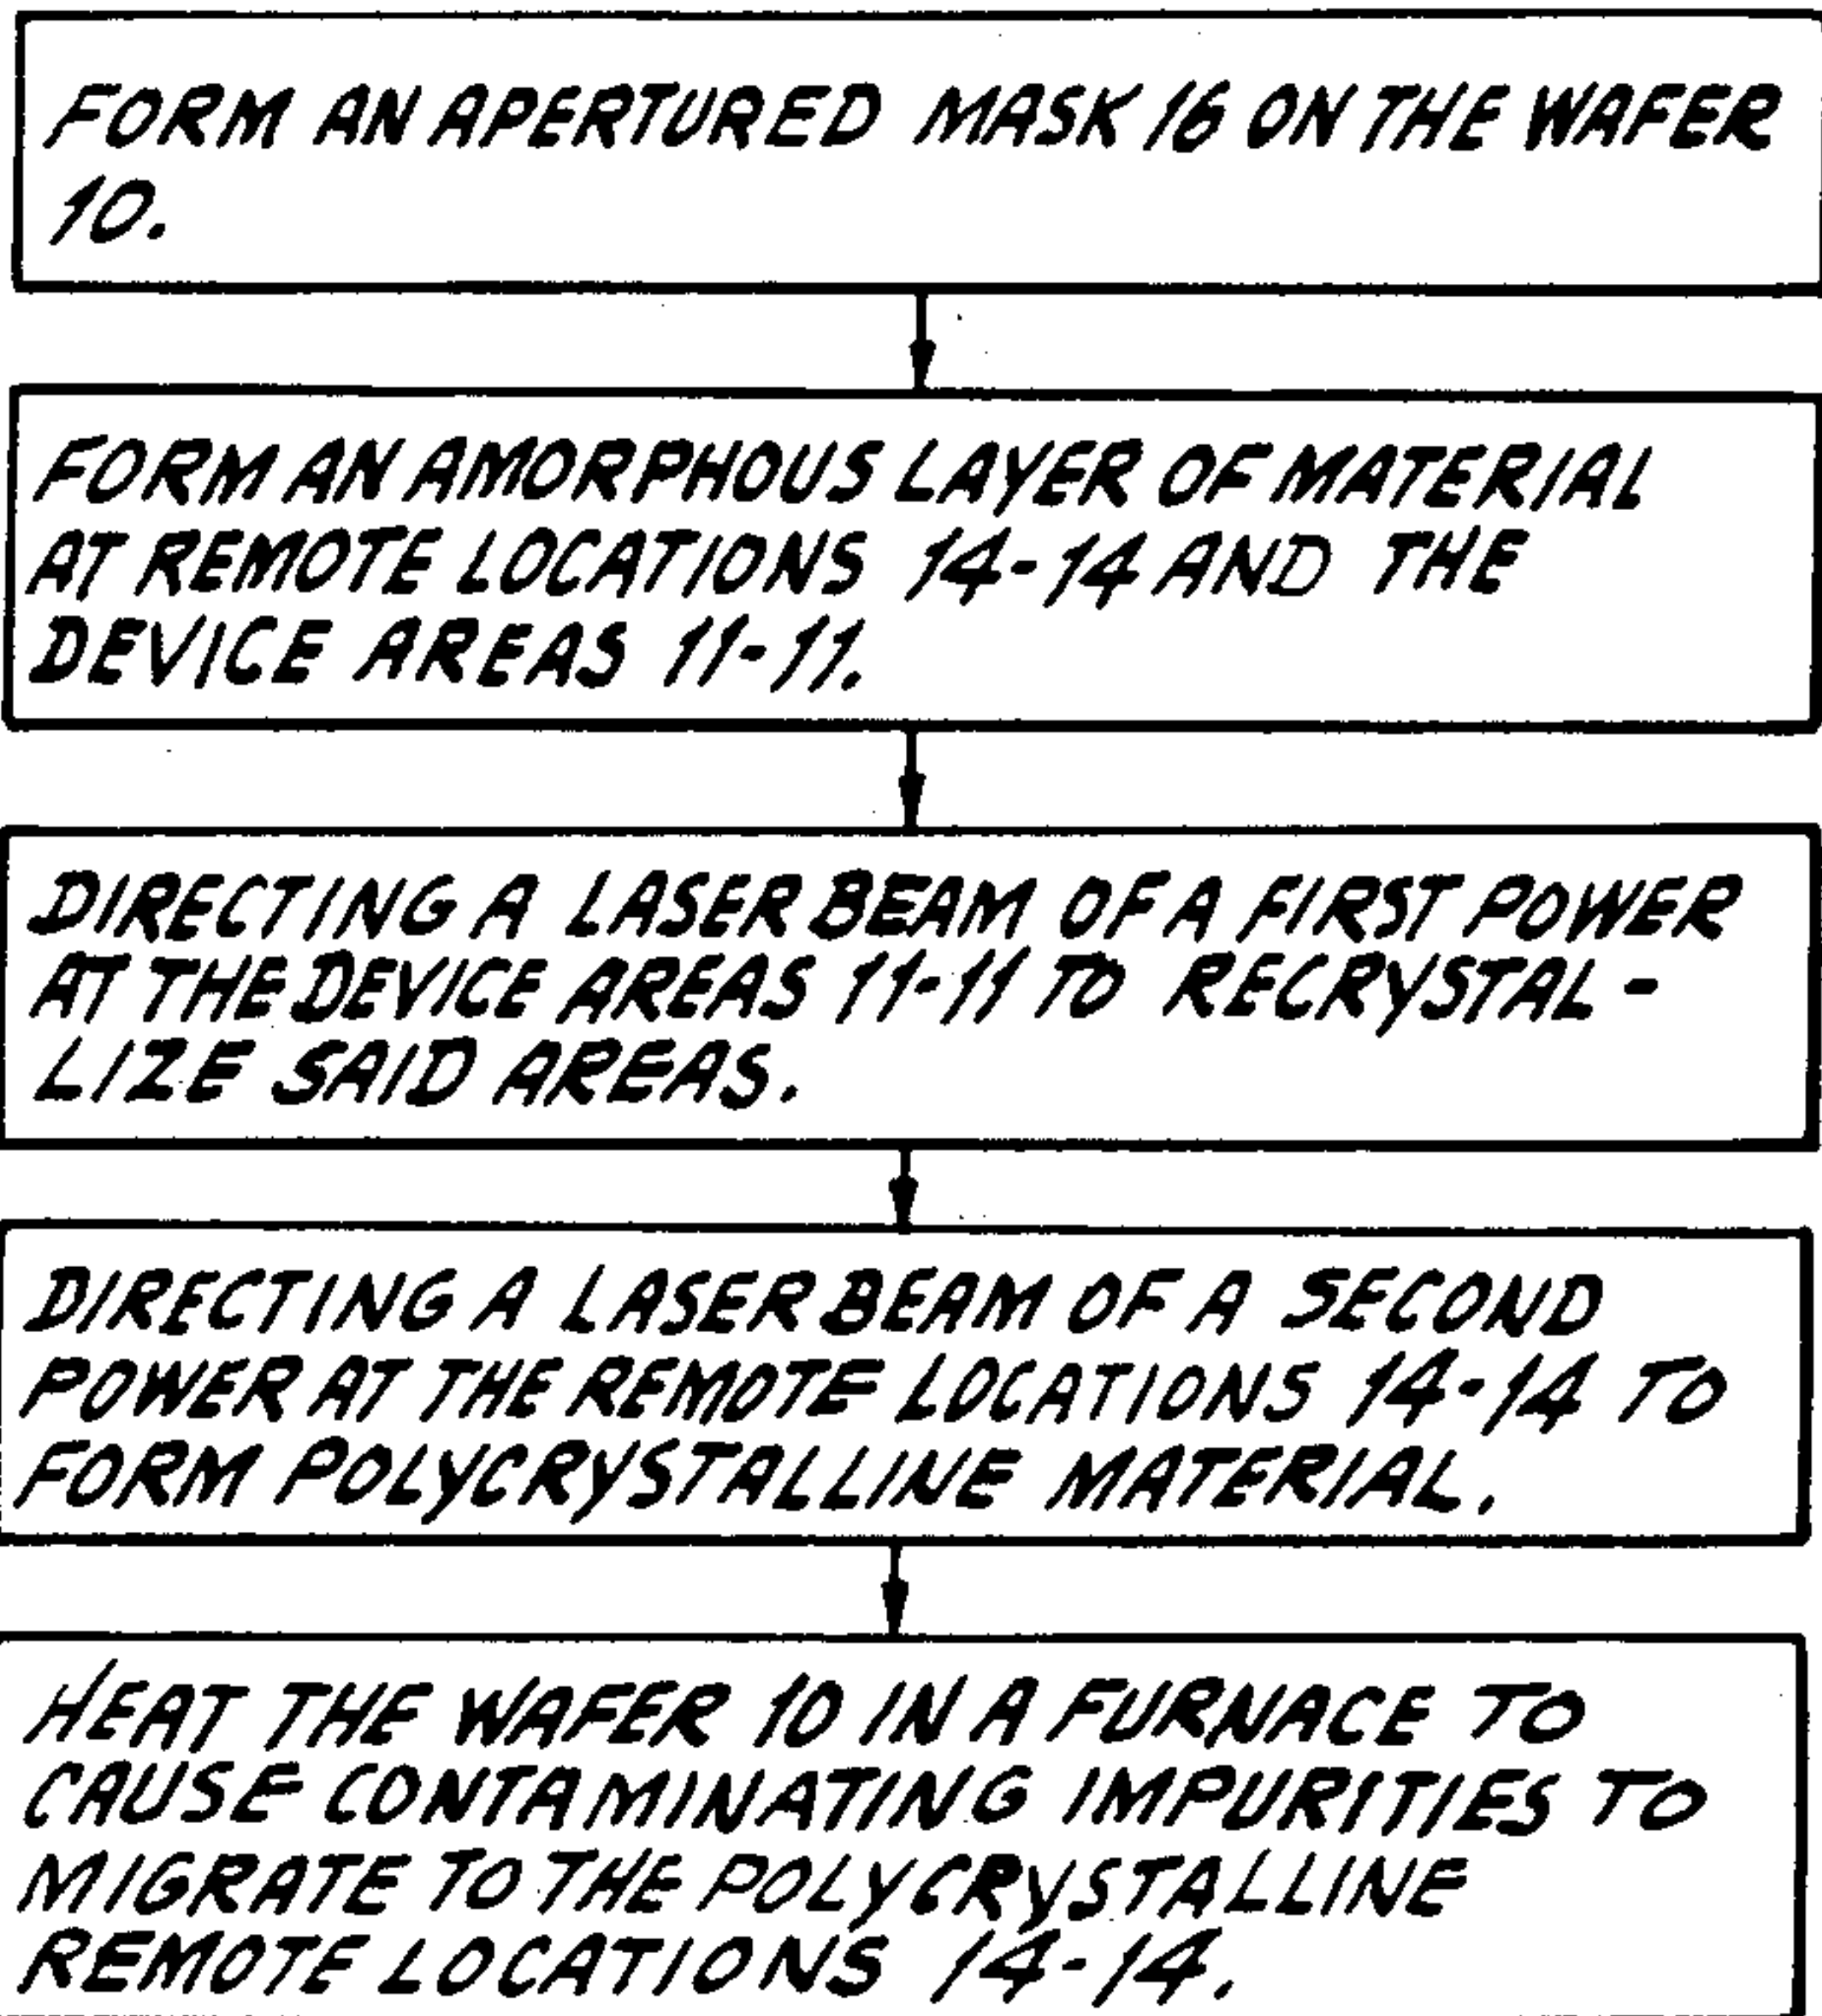 FORM AN APERTURED MASK 16 ON THE WAFER
10.
FORM AN AMORPHOUS LAYER OF MATERIAL
AT REMOTE LOCATIONS 14-14 AND THE
DEVICE AREAS 11-11.
DIRECTING A LASER BEAM OF A FIRST POWER
AT THE DEVICE AREAS 11-11 TO RECRYSTAL-
LIZE SAID AREAS.
DIRECTING A LASER BEAM OF A SECOND
POWER AT THE REMOTE LOCATIONS 14-14 TO
FORM POLYCRYSTALLINE MATERIAL.
HEAT THE WAFER 10 IN A FURNACE TO
CAUSE CONTAMINATING IMPURITIES TO
MIGRATE TO THE POLYCRYSTALLINE
REMOTE LOCATIONS 14-14.